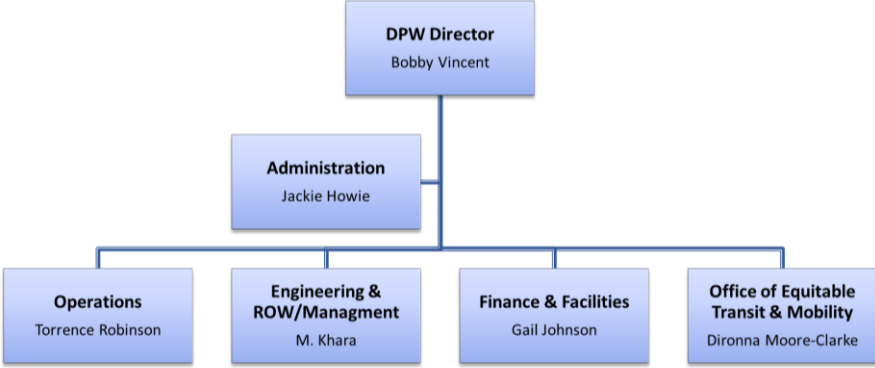 DPW Director
Bobby Vincent
Administration
Jackie Howie
Operations
Torrence Robinson
Engineering &
ROW/Managment
M. Khara
Finance & Facilities
Gail Johnson
Office of Equitable
Transit & Mobility
Dironna Moore-Clarke